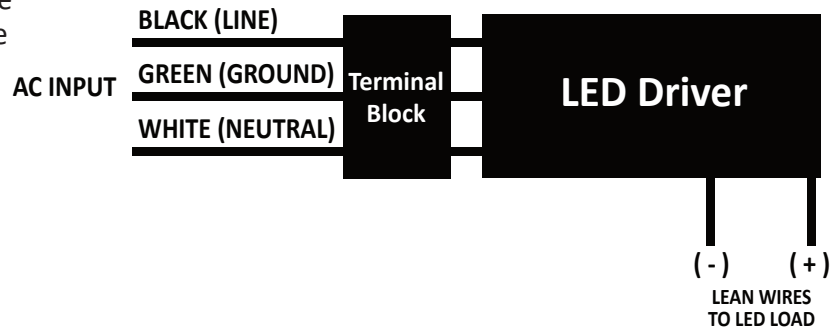 e
e
BLACK (LINE)
AC INPUT
GREEN (GROUND)
WHITE (NEUTRAL)
Terminal
Block
LED Driver
( - )
( + )
LEAN WIRES
TO LED LOAD